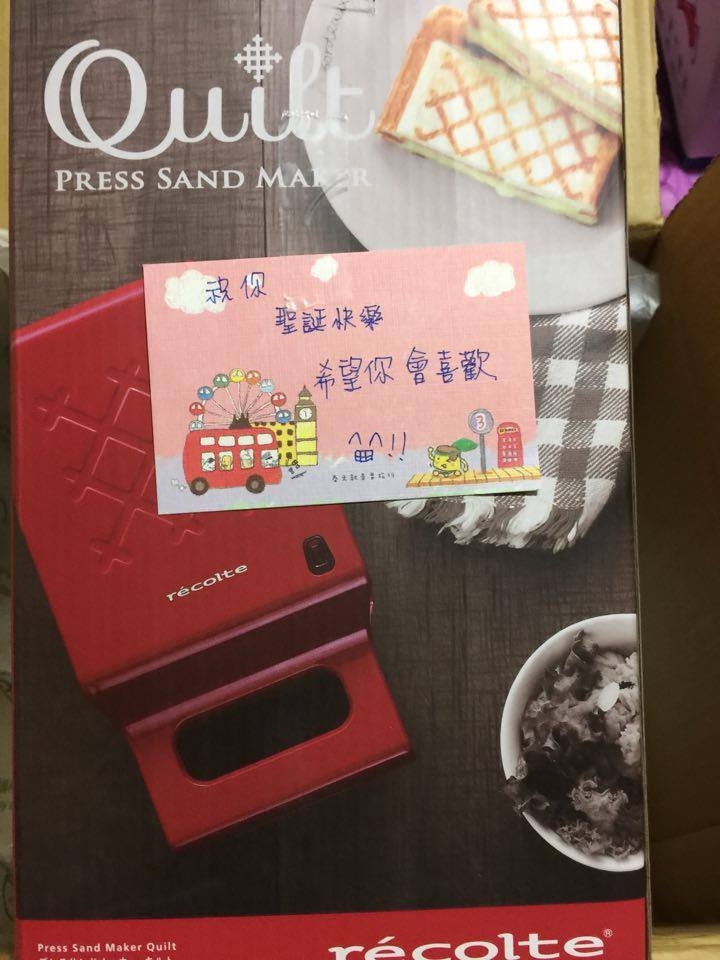 Quilt
PRESS SAND MAKER
祝你
聖誕快樂
希望你會喜歡
!!
3
récolte
Press Sand Maker Quilt
récolte®